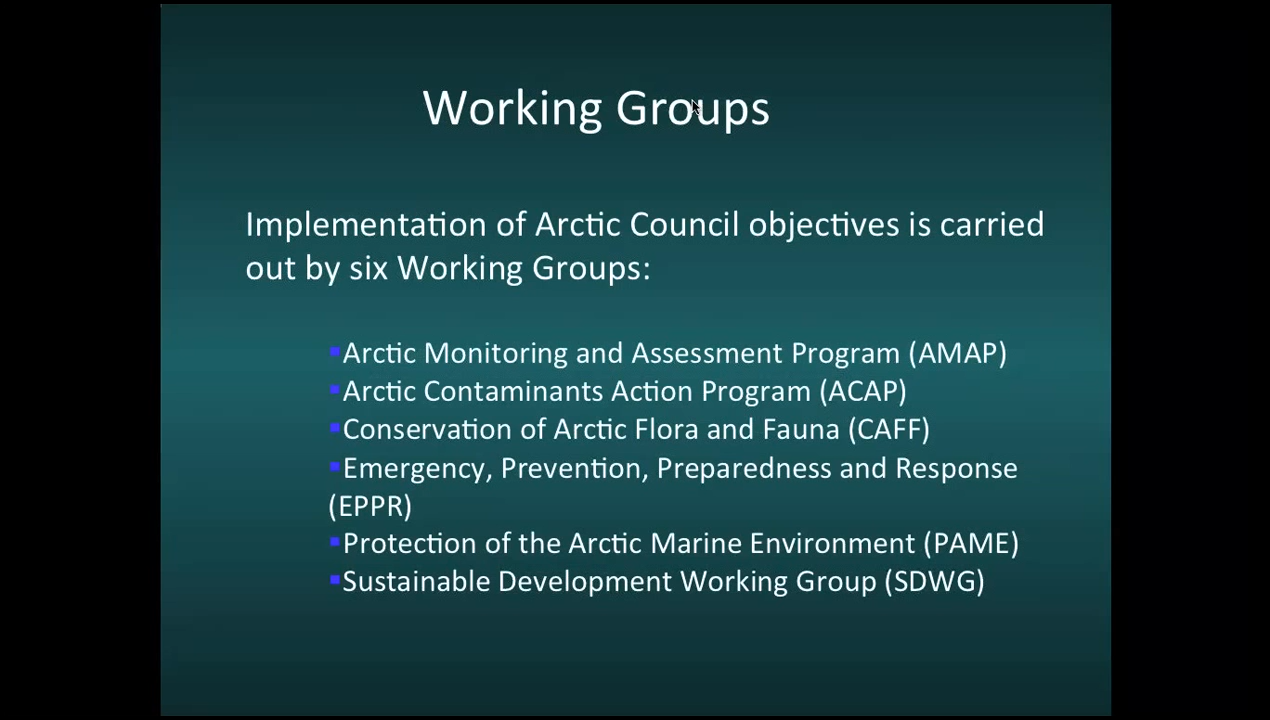 Working Groups
Implementation of Arctic Council objectives is carried
out by six Working Groups:
▪Arctic Monitoring and Assessment Program (AMAP)
▪Arctic Contaminants Action Program (ACAP)
▪Conservation of Arctic Flora and Fauna (CAFF)
▪Emergency, Prevention, Preparedness and Response
(EPPR)
▪Protection of the Arctic Marine Environment (PAME)
▪Sustainable Development Working Group (SDWG)